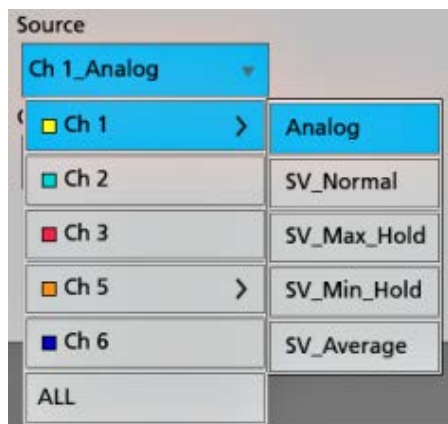 Source
Ch 1_Analog
Ch 1
Analog
Ch 2
SV_Normal
Ch 3
SV_Max_Hold
Ch 5
SV_Min_Hold
Ch 6
SV_Average
ALL